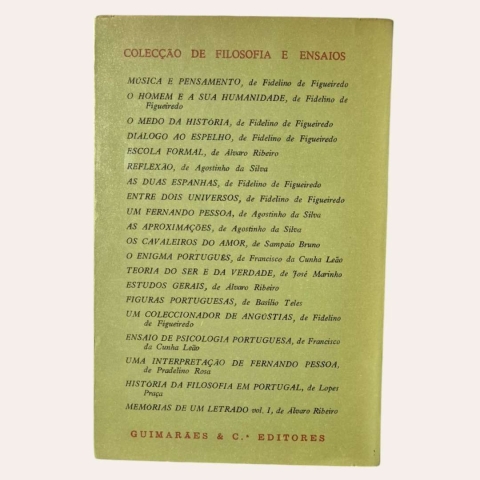 COLECÇÃO DE FILOSOFIA E ENSAIOS
MÚSICA E PENSAMENTO, de Fidelino de Figueiredo
O HOMEM E A SUA HUMANIDADE, de Fidelino de
Figueiredo
O MEDO DA HISTÓRIA, de Fidelino de Figueiredo
DIÁLOGO AO ESPELHO, de Fidelino de Figueiredo
ESCOLA FORMAL, de Álvaro Ribeiro
REFLEXÃO, de Agostinho da Silva
AS DUAS ESPANHAS, de Fidelino de Figueiredo
ENTRE DOIS UNIVERSOS, de Fidelino de Figueiredo
UM FERNANDO PESSOA, de Agostinho da Silva
AS APROXIMAÇÕES, de Agostinho da Silva
OS CAVALEIROS DO AMOR, de Sampaio Bruno
O ENIGMA PORTUGUÊS, de Francisco da Cunha Leão
TEORIA DO SER E DA VERDADE, de José Marinho
ESTUDOS GERAIS, de Álvaro Ribeiro
FIGURAS PORTUGUESAS, de Basílio Teles
UM COLECCIONADOR DE ANGÚSTIAS, de Fidelino
de Figueiredo
ENSAIO DE PSICOLOGIA PORTUGUESA, de Francisco
da Cunha Leão
UMA INTERPRETAÇÃO DE FERNANDO PESSOA,
de Pradelino Rosa
HISTÓRIA DA FILOSOFIA EM PORTUGAL, de Lopes
Praça
MEMÓRIAS DE UM LETRADO vol. I, de Álvaro Ribeiro
GUIMARÃES & C.ª EDITORES